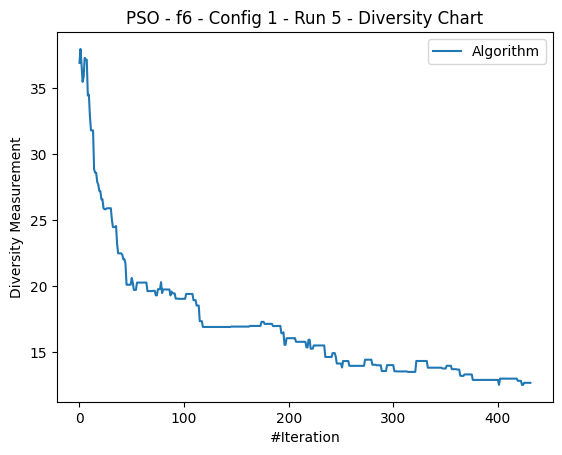 PSO - f6 - Config 1 - Run 5 - Diversity Chart
Algorithm
Diversity Measurement
35
30
25
20
15
0 100 200 300 400
#Iteration